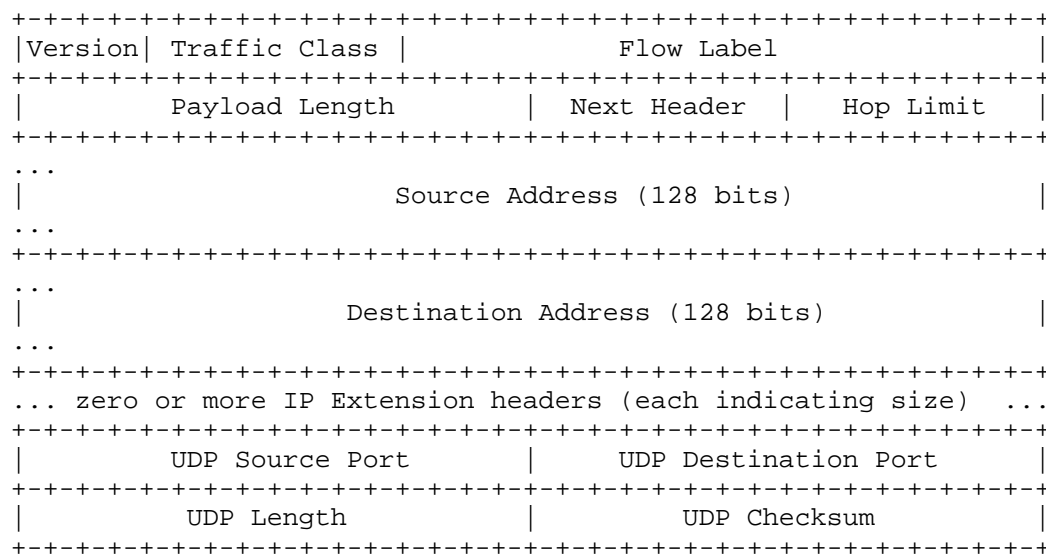 +-+-+-+-+-+-+-+-+-+-+-+-+-+-+-+-+-+-+-+-+-+-+-+-+-+-+-+-+-+-+-+-+
|Version| Traffic Class |             Flow Label                |
+-+-+-+-+-+-+-+-+-+-+-+-+-+-+-+-+-+-+-+-+-+-+-+-+-+-+-+-+-+-+-+-+
|         Payload Length        |  Next Header  |   Hop Limit   |
+-+-+-+-+-+-+-+-+-+-+-+-+-+-+-+-+-+-+-+-+-+-+-+-+-+-+-+-+-+-+-+-+
...
|                       Source Address (128 bits)               |
...
+-+-+-+-+-+-+-+-+-+-+-+-+-+-+-+-+-+-+-+-+-+-+-+-+-+-+-+-+-+-+-+-+
...
|                    Destination Address (128 bits)             |
...
+-+-+-+-+-+-+-+-+-+-+-+-+-+-+-+-+-+-+-+-+-+-+-+-+-+-+-+-+-+-+-+-+
... zero or more IP Extension headers (each indicating size)  ...
+-+-+-+-+-+-+-+-+-+-+-+-+-+-+-+-+-+-+-+-+-+-+-+-+-+-+-+-+-+-+-+-+
|         UDP Source Port       |     UDP Destination Port      |
+-+-+-+-+-+-+-+-+-+-+-+-+-+-+-+-+-+-+-+-+-+-+-+-+-+-+-+-+-+-+-+-+
|          UDP Length           |         UDP Checksum          |
+-+-+-+-+-+-+-+-+-+-+-+-+-+-+-+-+-+-+-+-+-+-+-+-+-+-+-+-+-+-+-+-+